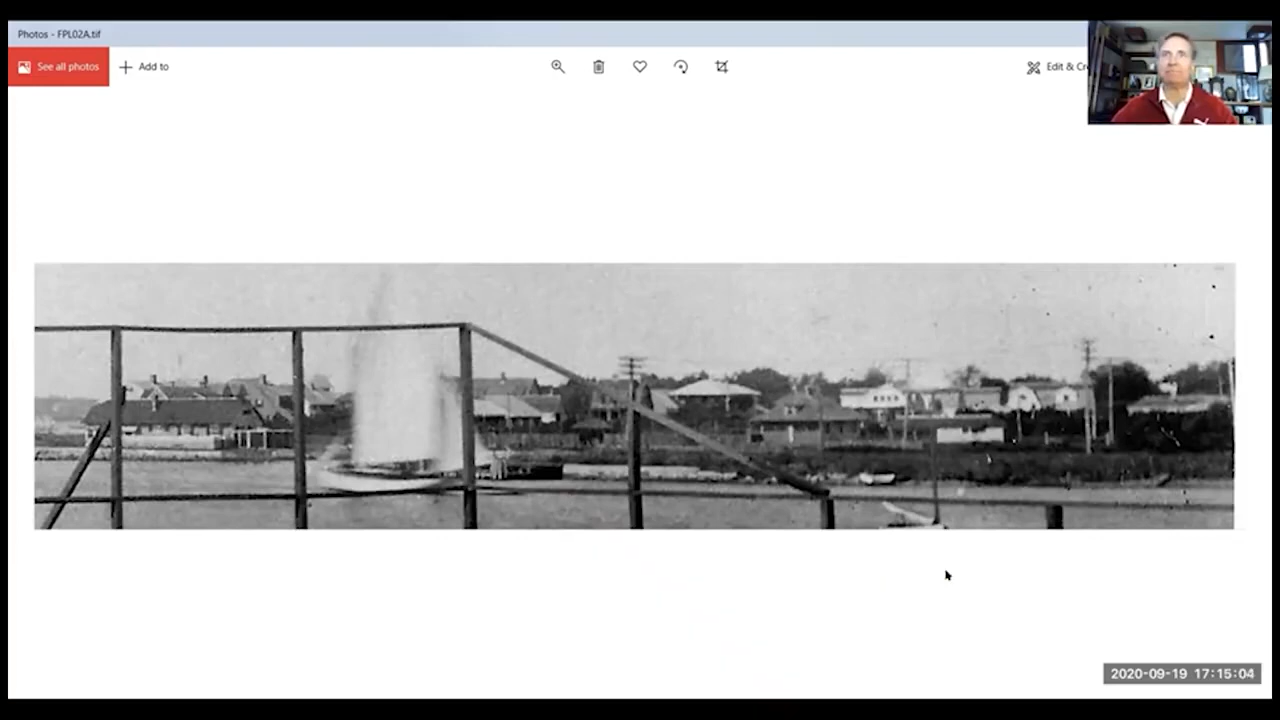 Photos - FPL02A.tif
See all photos
Add to
Edit & Cr
2020-09-19 17:15:04